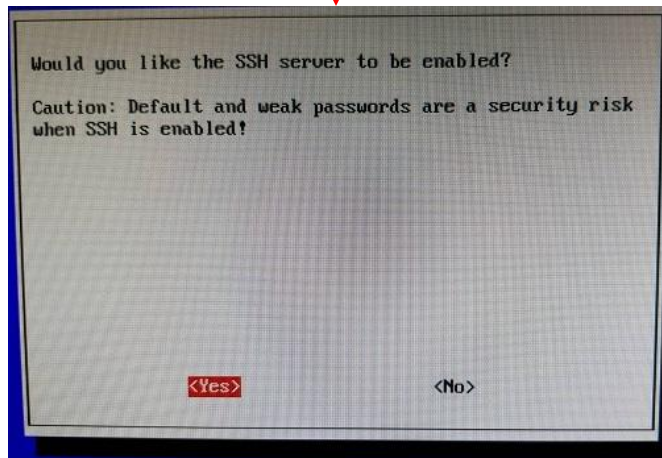 Would you like the SSH server to be enabled?
Caution: Default and weak passwords are a security risk
when SSH is enabled!
<Yes> <No>